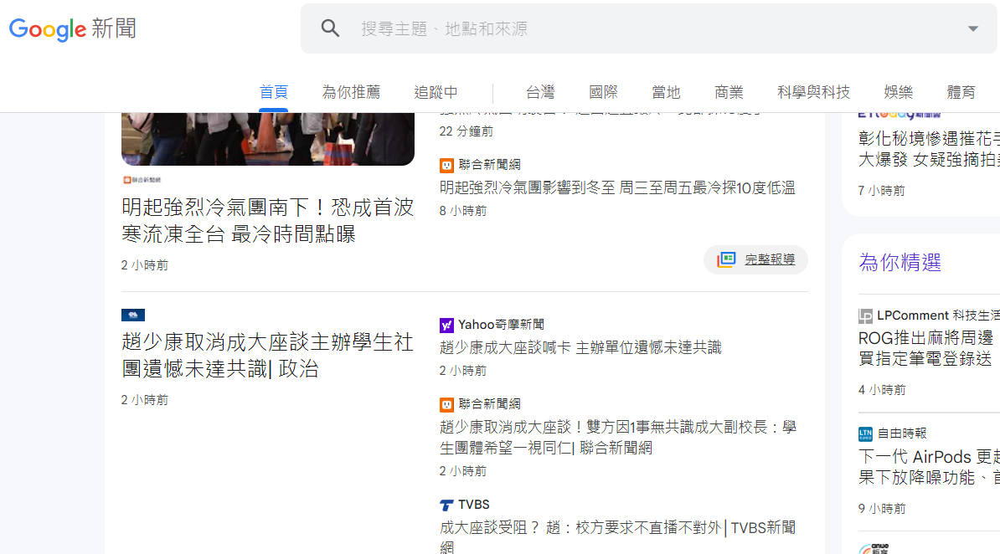 Google 新聞
搜尋主題、地點和來源
首頁 為你推薦 追蹤中 台灣 國際 當地 商業 科學與科技 娛樂 體育
聯合新聞網
明起強烈冷氣團南下！恐成首波
寒流凍全台 最冷時間點曝
2 小時前
22 分鐘前
聯合新聞網
明起強烈冷氣團影響到冬至 周三至周五最冷探10度低溫
8 小時前
完整報導
趙少康取消成大座談主辦學生社
團遺憾未達共識| 政治
2 小時前
Yahoo奇摩新聞
趙少康成大座談喊卡 主辦單位遺憾未達共識
2 小時前
聯合新聞網
趙少康取消成大座談！雙方因1事無共識成大副校長：學
生團體希望一視同仁| 聯合新聞網
2 小時前
TVBS
成大座談受阻？ 趙：校方要求不直播不對外│TVBS新聞
網
彰化秘境慘遇摧花手
大爆發 女疑強摘拍
7 小時前
為你精選
LPComment 科技生活
ROG推出麻將周邊
買指定筆電登錄送
4 小時前
LTN
自由時報
下一代 AirPods 更
果下放降噪功能、
9 小時前